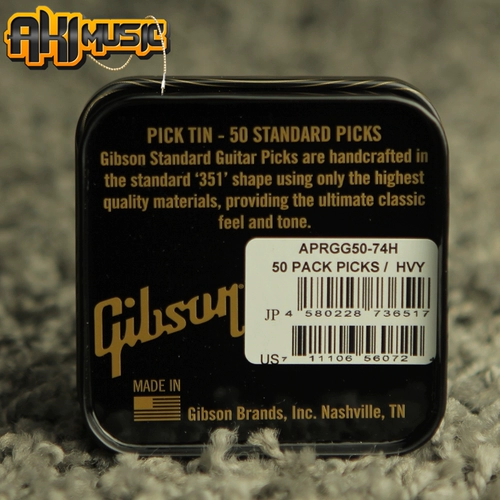 AKI MUSIC
PICK TIN - 50 STANDARD PICKS
Gibson Standard Guitar Picks are handcrafted in
the standard '351' shape using only the highest
quality materials, providing the ultimate classic
feel and tone.
APRGG50-74H
50 PACK PICKS / HVY
JP 4 580228 736517
US 7 11106 56072
Gibson
MADE IN
Gibson Brands, Inc. Nashville, TN